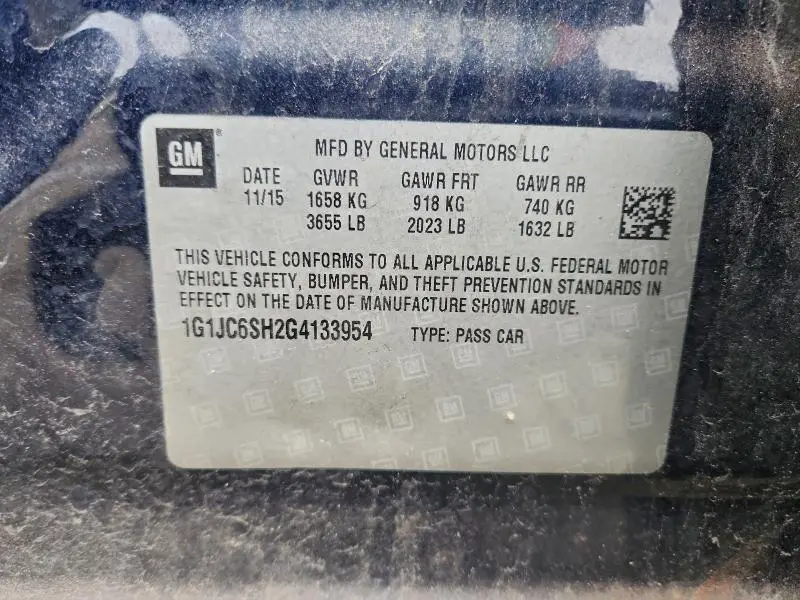 GM ®
MFD BY GENERAL MOTORS LLC
DATE GVWR GAWR FRT GAWR RR
11/15 1658 KG 918 KG 740 KG
3655 LB 2023 LB 1632 LB
THIS VEHICLE CONFORMS TO ALL APPLICABLE U.S. FEDERAL MOTOR
VEHICLE SAFETY, BUMPER, AND THEFT PREVENTION STANDARDS IN
EFFECT ON THE DATE OF MANUFACTURE SHOWN ABOVE.
1G1JC6SH2G4133954 TYPE: PASS CAR